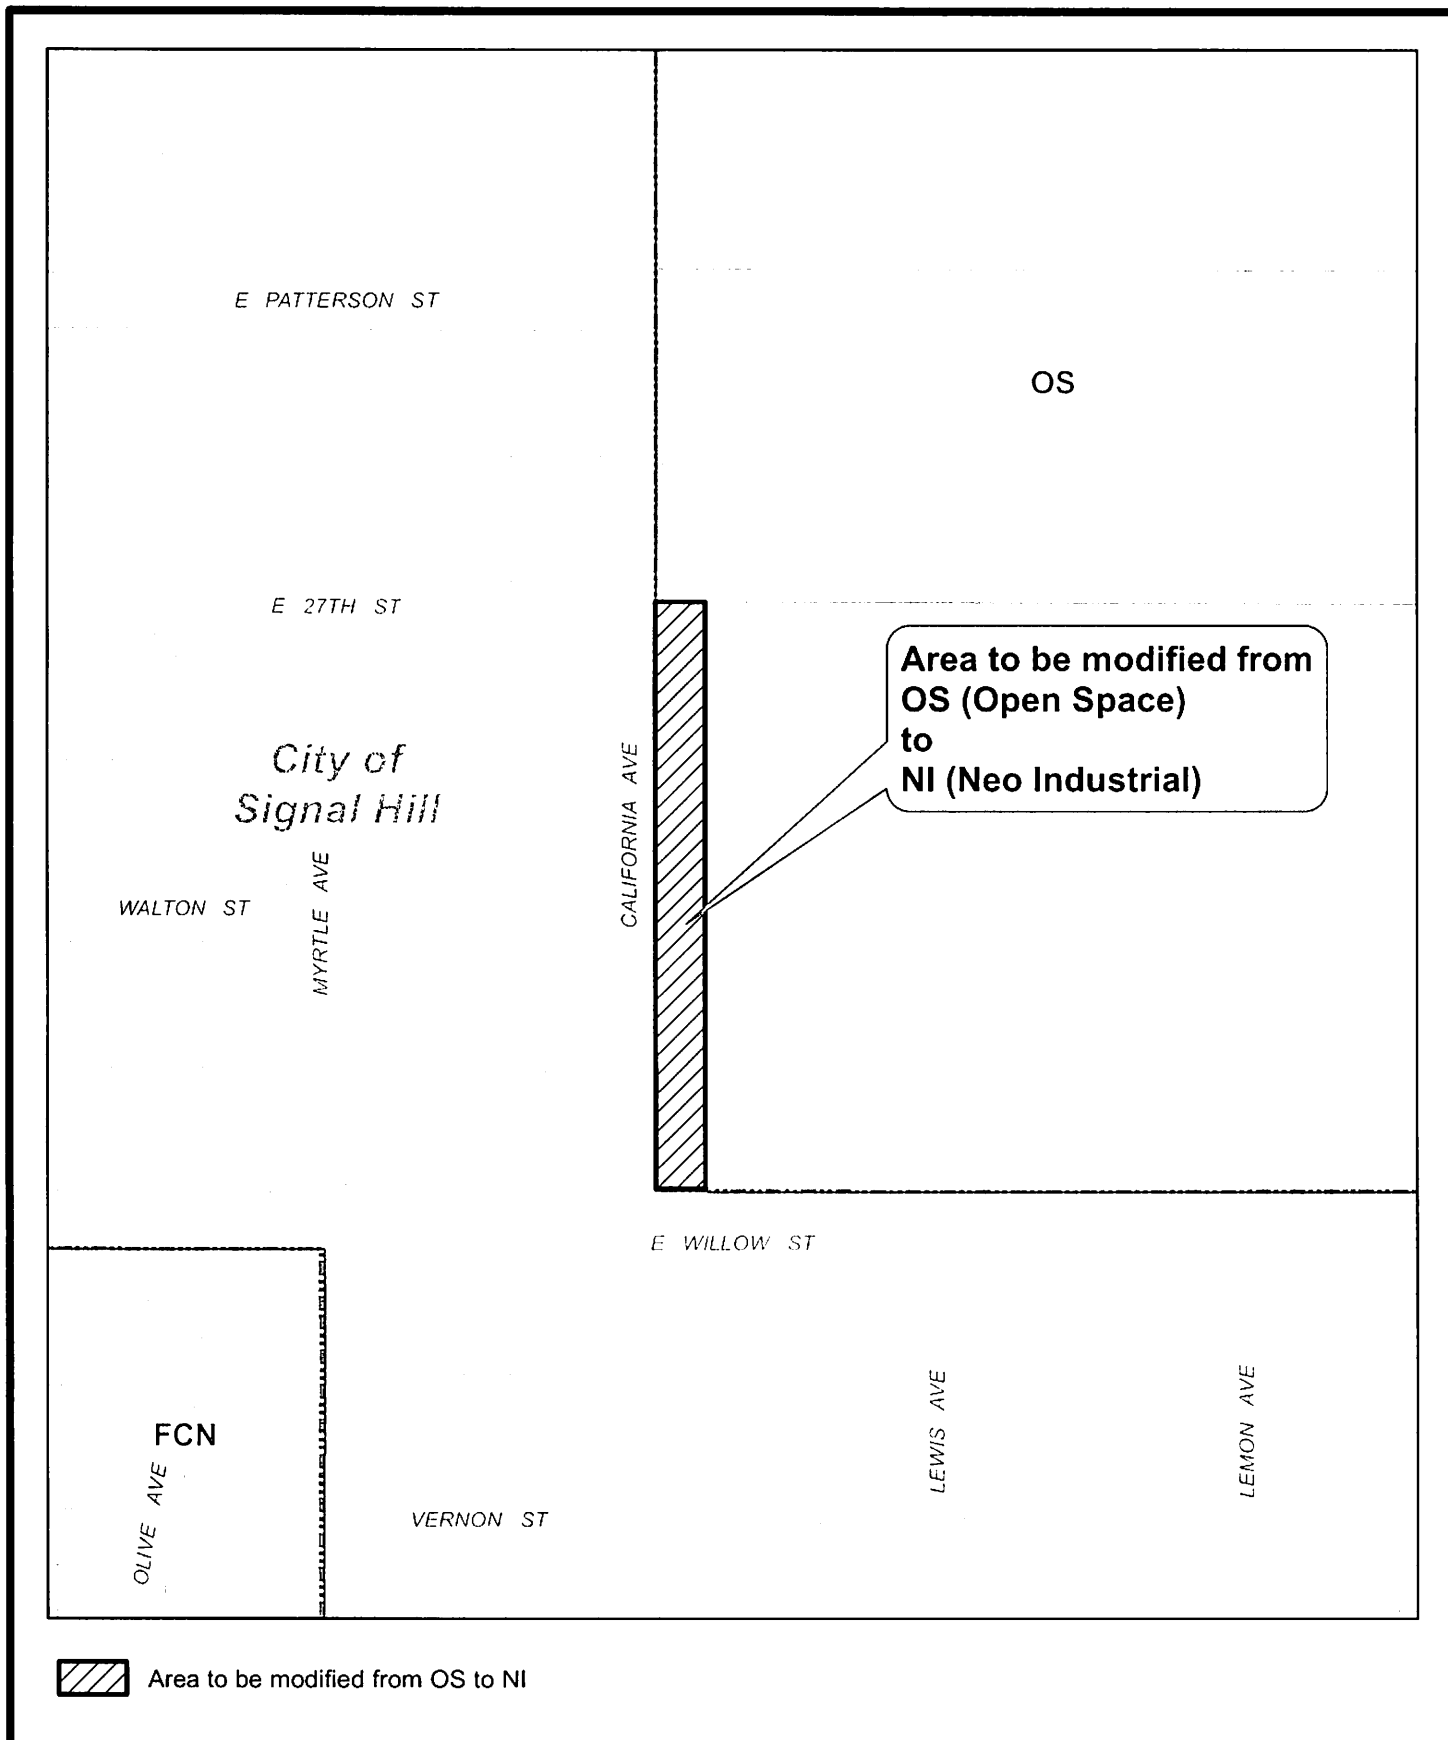 E PATTERSON ST
OS
E 27TH ST
Area to be modified from
OS (Open Space)
to
NI (Neo Industrial)
City of
Signal Hill
CALIFORNIA AVE
WALTON ST
MYRTLE AVE
E WILLOW ST
FCN
OLIVE AVE
VERNON ST
LEWIS AVE
LEMON AVE
Area to be modified from OS to NI